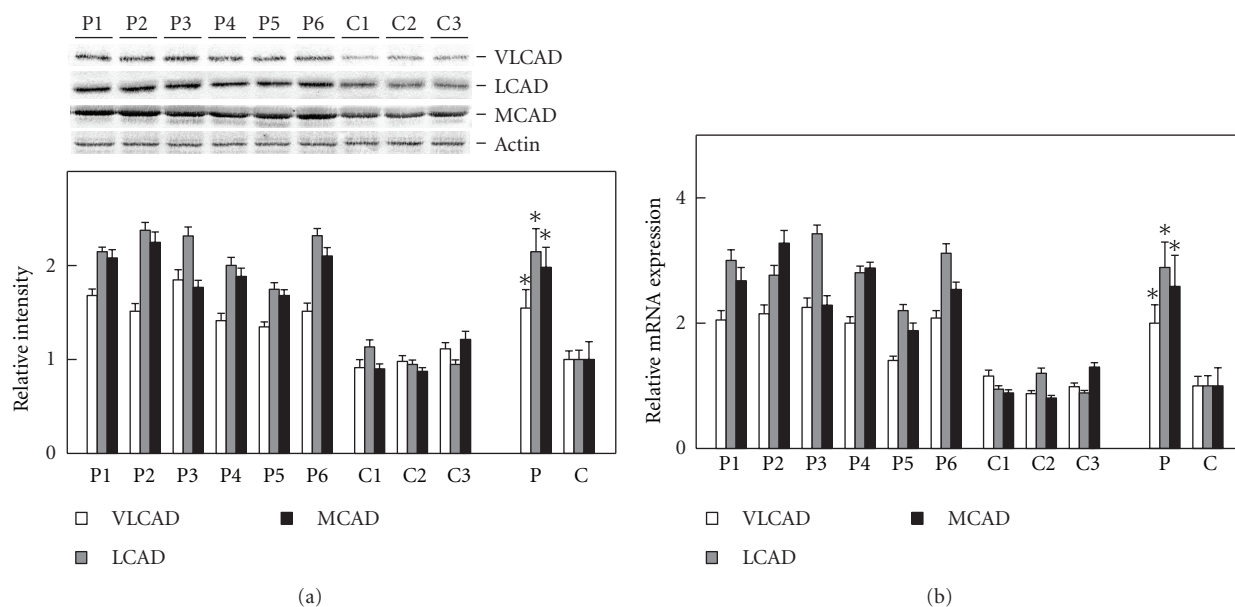 P1 P2 P3 P4 P5 P6 C1 C2 C3
VLCAD
LCAD
MCAD
Actin
Relative intensity
2
1
0
P1 P2 P3 P4 P5 P6 C1 C2 C3 P C
* * *
VLCAD MCAD
LCAD
(a)
Relative mRNA expression
4
2
0
P1 P2 P3 P4 P5 P6 C1 C2 C3 P C
* * *
VLCAD MCAD
LCAD
(b)